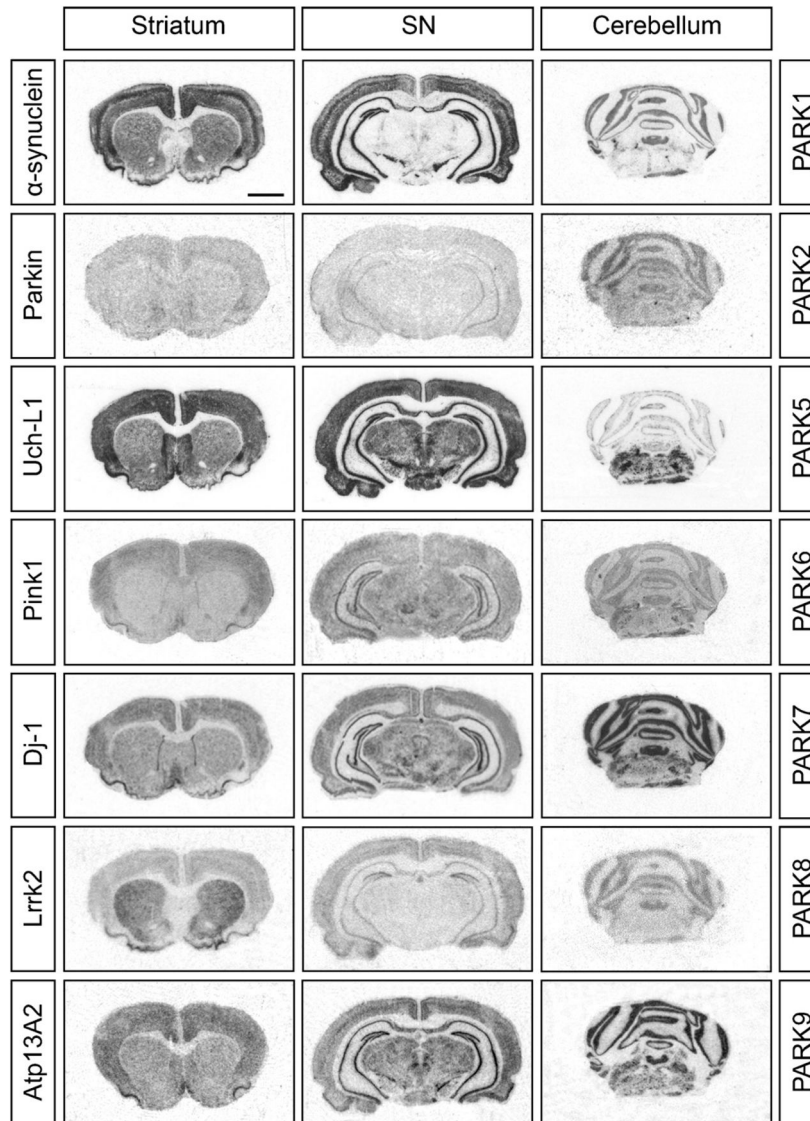 Striatum
SN
Cerebellum
α-synuclein
PARK1
Parkin
PARK2
Uch-L1
PARK5
Pink1
PARK6
Dj-1
PARK7
Lrrk2
PARK8
Atp13A2
PARK9